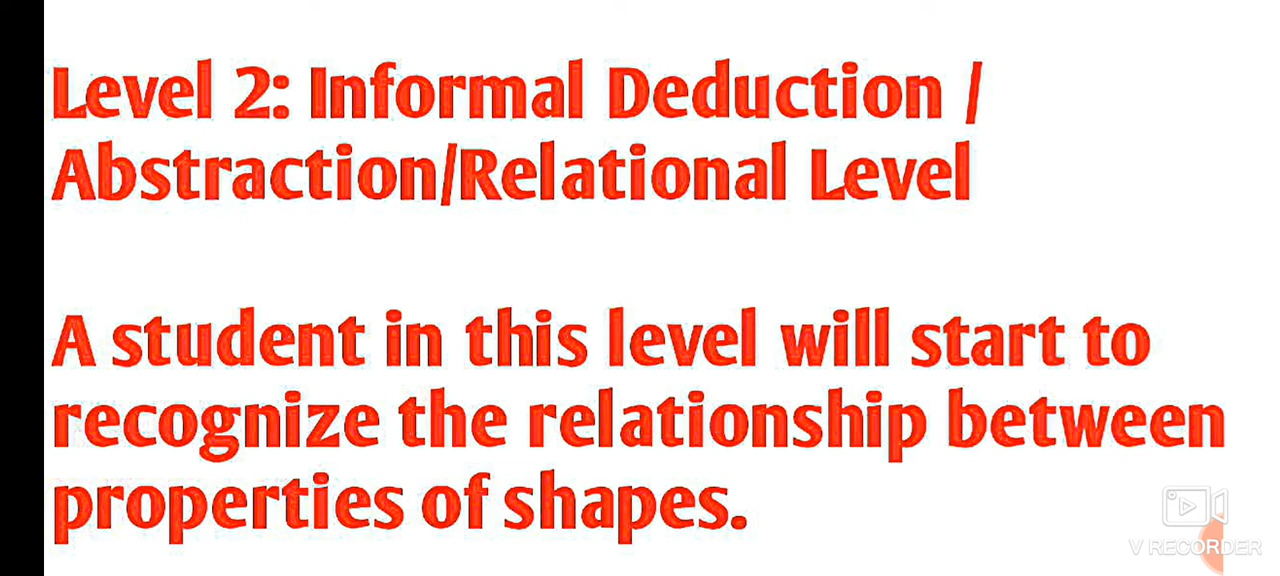 Level 2: Informal Deduction /
Abstraction/Relational Level
A student in this level will start to
recognize the relationship between
properties of shapes.
V RECORDER